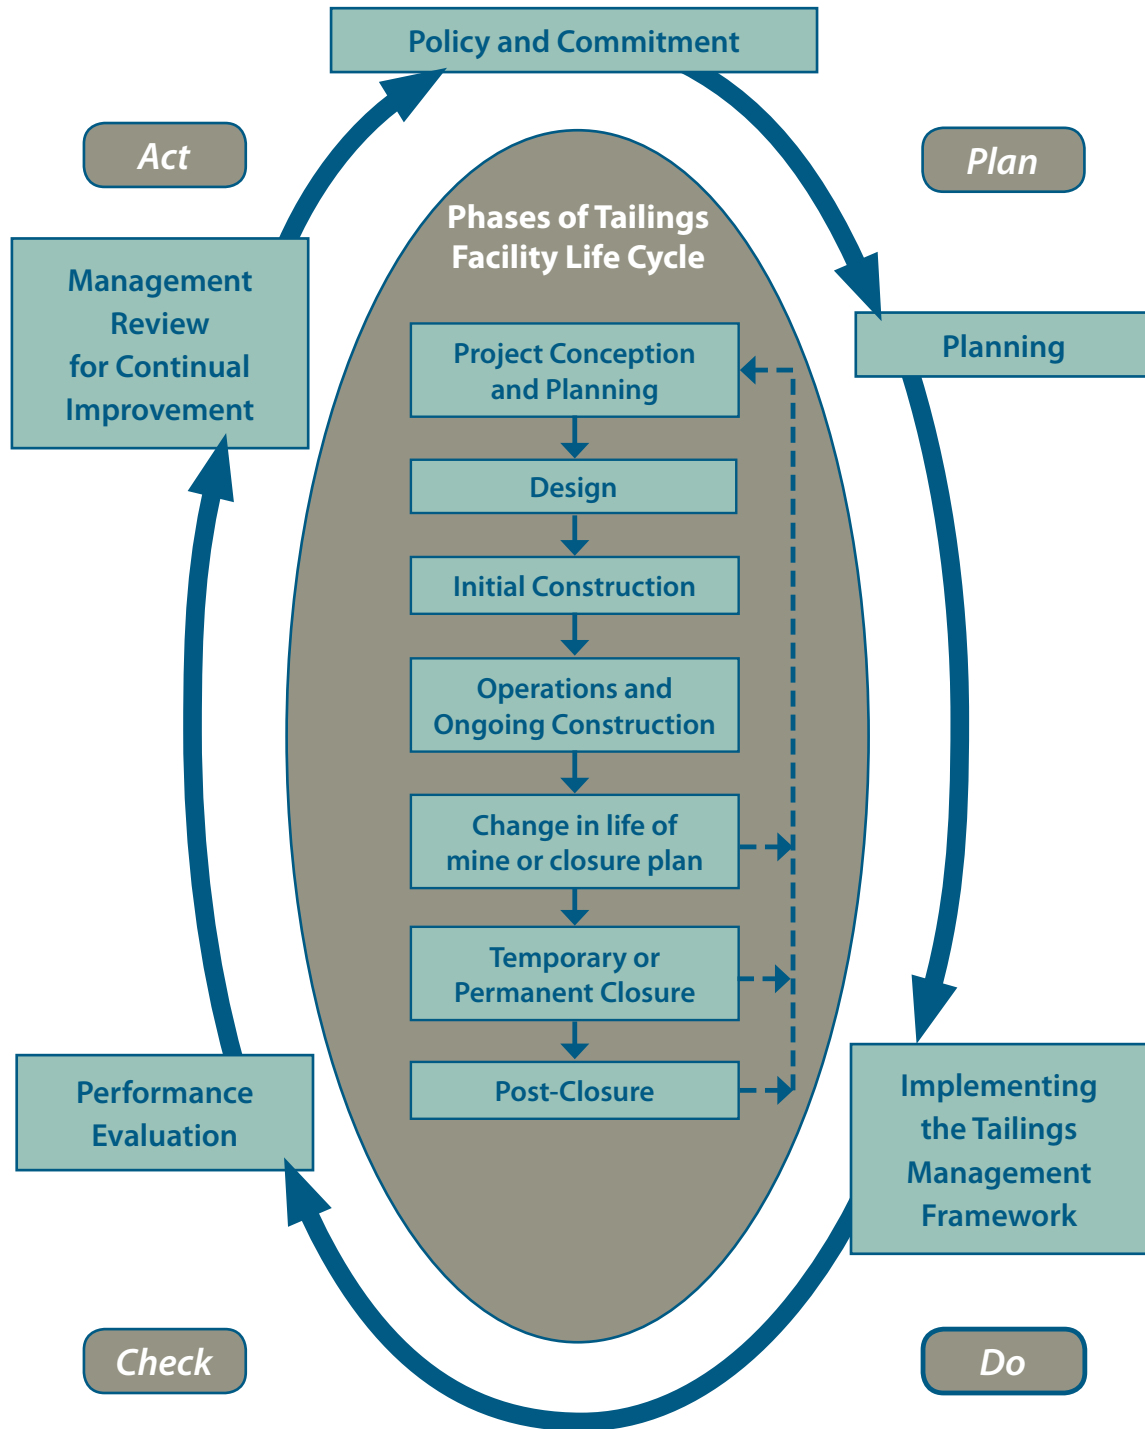 Policy and Commitment
Act
Plan
Phases of Tailings
Facility Life Cycle
Management
Review
for Continual
Improvement
Planning
Project Conception
and Planning
Design
Initial Construction
Operations and
Ongoing Construction
Change in life of
mine or closure plan
Temporary or
Permanent Closure
Post-Closure
Performance
Evaluation
Implementing
the Tailings
Management
Framework
Check
Do